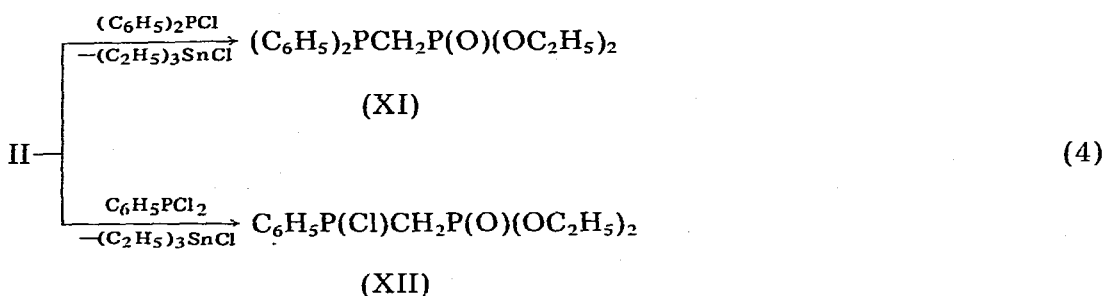 (C₆H₅)₂PCl
−(C₂H₅)₃SnCl
(C₆H₅)₂PCH₂P(O)(OC₂H₅)₂
(XI)
II
(4)
C₆H₅PCl₂
−(C₂H₅)₃SnCl
C₆H₅P(Cl)CH₂P(O)(OC₂H₅)₂
(XII)